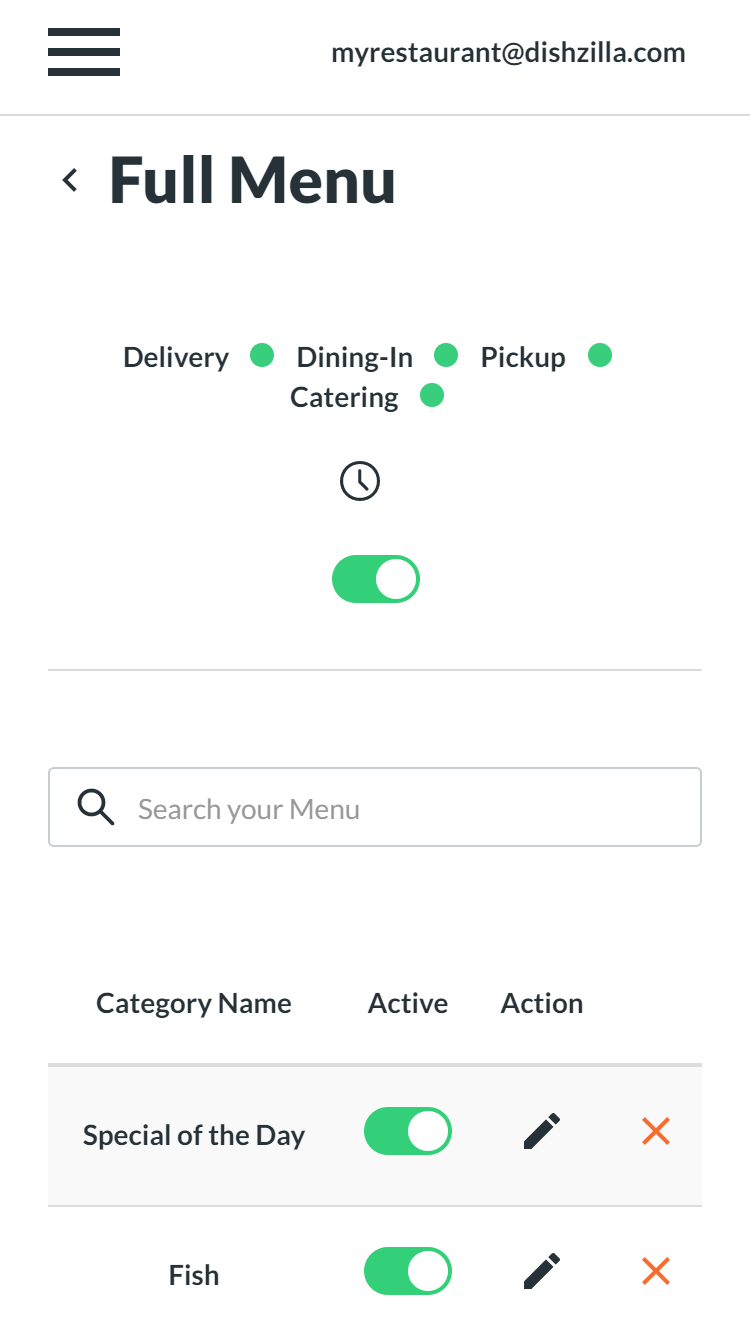 myrestaurant@dishzilla.com
Full Menu
Delivery Dining-In Pickup
Catering
Search your Menu
Category Name Active Action
Special of the Day
Fish